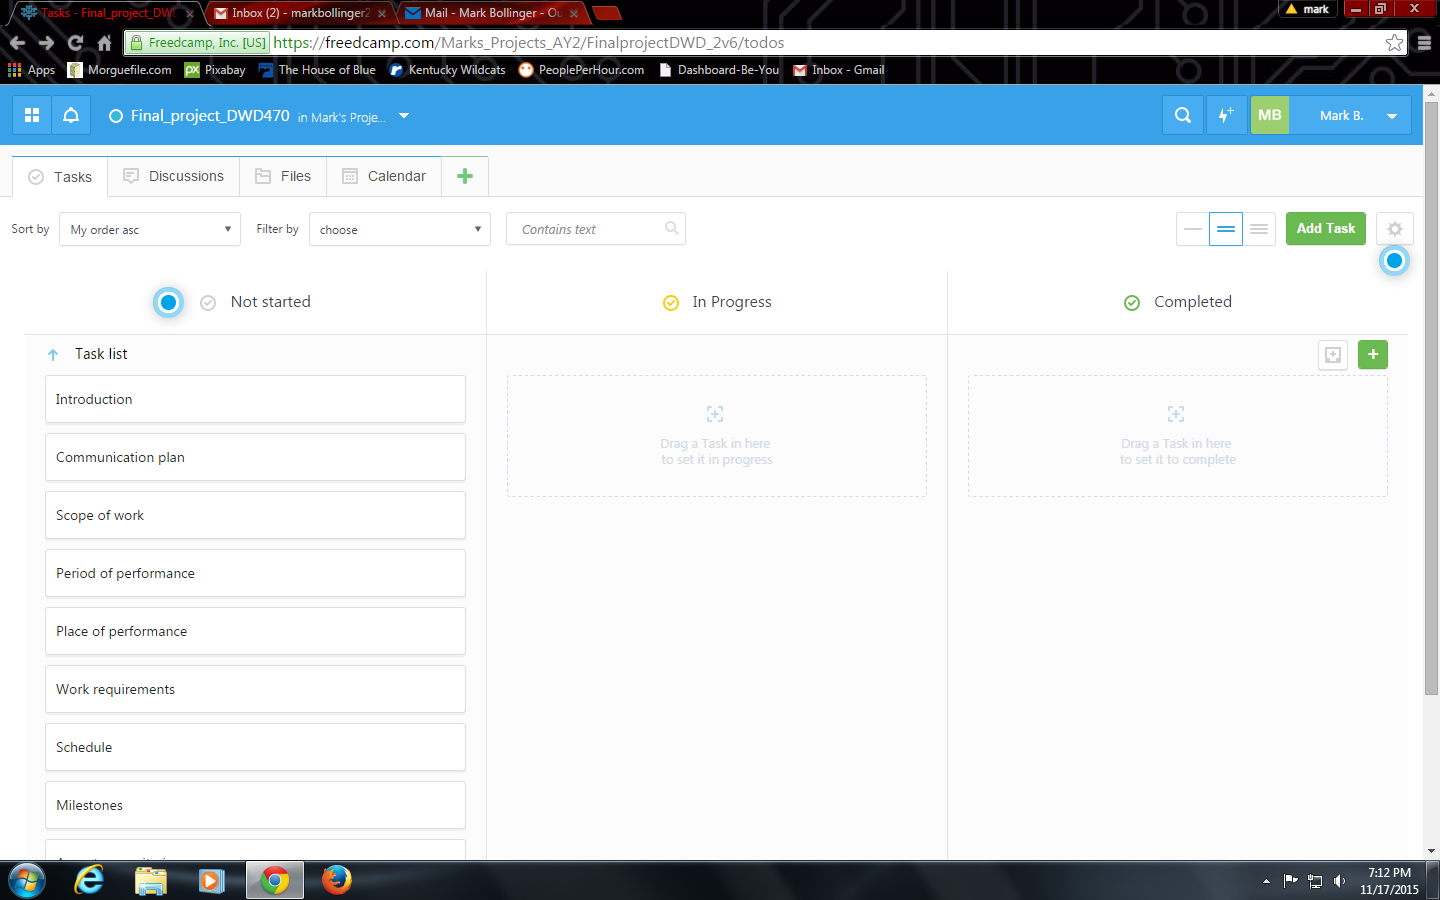 Tasks - Final_project_DW
Inbox (2) - markbollinger2
Mail - Mark Bollinger - Ou
mark
Freedcamp, Inc. [US]
https://freedcamp.com/Marks_Projects_AY2/FinalprojectDWD_2v6/todos
Apps
Morguefile.com
px
Pixabay
The House of Blue
Kentucky Wildcats
PeoplePerHour.com
Dashboard-Be-You
Inbox - Gmail
Final_project_DWD470
in Mark's Proje...
MB
Mark B.
Tasks
Discussions
Files
Calendar
Sort by
My order asc
Filter by
choose
Contains text
Add Task
Not started
In Progress
Completed
Task list
Introduction
Communication plan
Scope of work
Period of performance
Place of performance
Work requirements
Schedule
Milestones
Drag a Task in here
to set it in progress
Drag a Task in here
to set it to complete
7:12 PM
11/17/2015